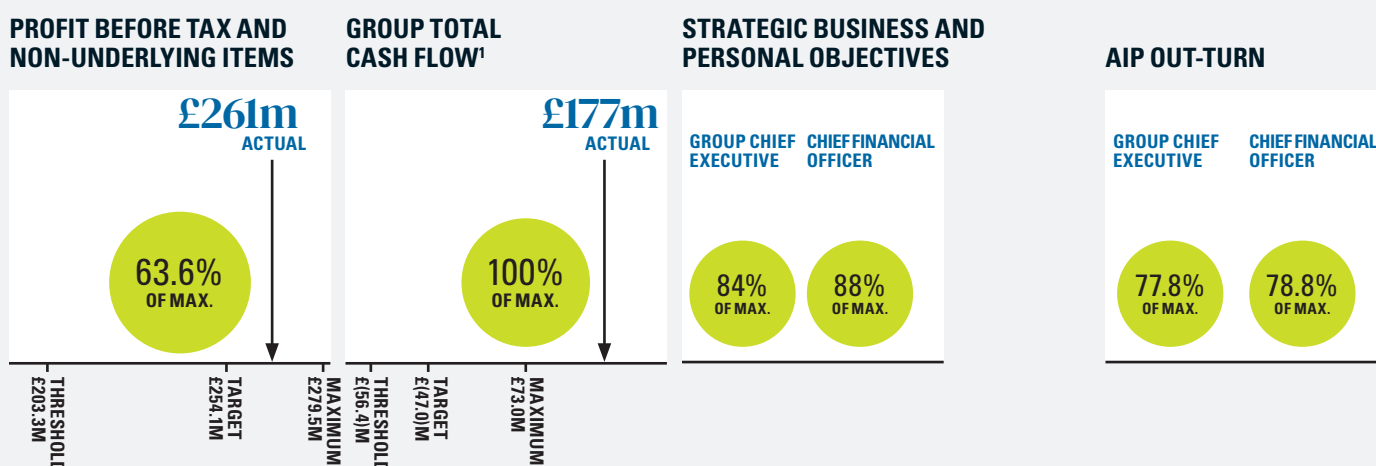 PROFIT BEFORE TAX AND
NON-UNDERLYING ITEMS
£261m
ACTUAL
63.6%
OF MAX.
THRESHOLD
£203.3M
TARGET
£254.1M
MAXIMUM
£279.5M
GROUP TOTAL
CASH FLOW¹
£177m
ACTUAL
100%
OF MAX.
THRESHOLD
£(56.4)M
TARGET
£(47.0)M
MAXIMUM
£73.0M
STRATEGIC BUSINESS AND
PERSONAL OBJECTIVES
GROUP CHIEF
EXECUTIVE
84%
OF MAX.
CHIEF FINANCIAL
OFFICER
88%
OF MAX.
AIP OUT-TURN
GROUP CHIEF
EXECUTIVE
77.8%
OF MAX.
CHIEF FINANCIAL
OFFICER
78.8%
OF MAX.